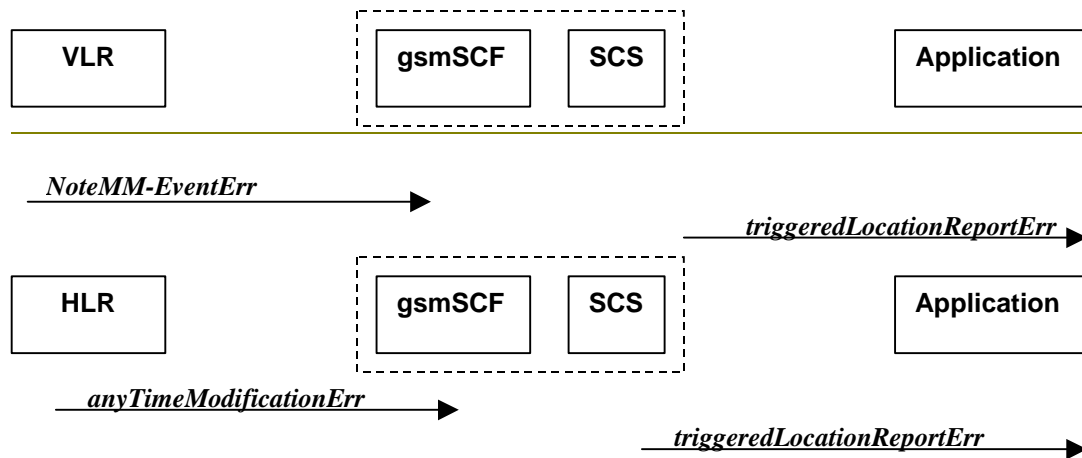 VLR gsmSCF SCS Application
NoteMM-EventErr
triggeredLocationReportErr
HLR gsmSCF SCS Application
anyTimeModificationErr
triggeredLocationReportErr